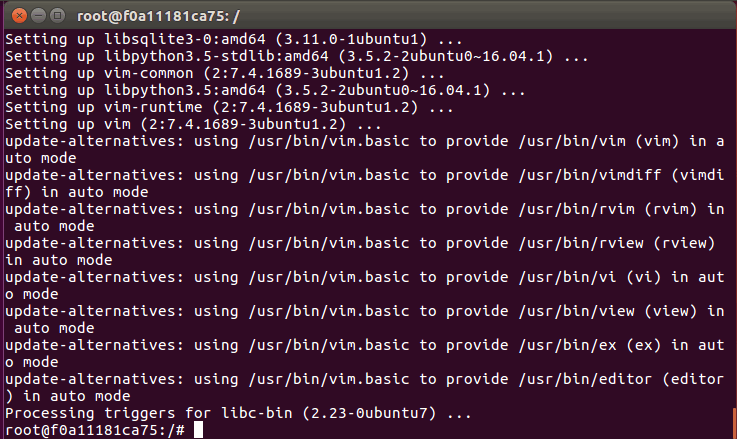 root@f0a11181ca75: /
Setting up libsqlite3-0:amd64 (3.11.0-1ubuntu1) ...
Setting up libpython3.5-stdlib:amd64 (3.5.2-2ubuntu0~16.04.1) ...
Setting up vim-common (2:7.4.1689-3ubuntu1.2) ...
Setting up libpython3.5:amd64 (3.5.2-2ubuntu0~16.04.1) ...
Setting up vim-runtime (2:7.4.1689-3ubuntu1.2) ...
Setting up vim (2:7.4.1689-3ubuntu1.2) ...
update-alternatives: using /usr/bin/vim.basic to provide /usr/bin/vim (vim) in a
uto mode
update-alternatives: using /usr/bin/vim.basic to provide /usr/bin/vimdiff (vimdi
ff) in auto mode
update-alternatives: using /usr/bin/vim.basic to provide /usr/bin/rvim (rvim) in
 auto mode
update-alternatives: using /usr/bin/vim.basic to provide /usr/bin/rview (rview)
in auto mode
update-alternatives: using /usr/bin/vim.basic to provide /usr/bin/vi (vi) in aut
o mode
update-alternatives: using /usr/bin/vim.basic to provide /usr/bin/view (view) in
 auto mode
update-alternatives: using /usr/bin/vim.basic to provide /usr/bin/ex (ex) in aut
o mode
update-alternatives: using /usr/bin/vim.basic to provide /usr/bin/editor (editor
) in auto mode
Processing triggers for libc-bin (2.23-0ubuntu7) ...
root@f0a11181ca75:/#